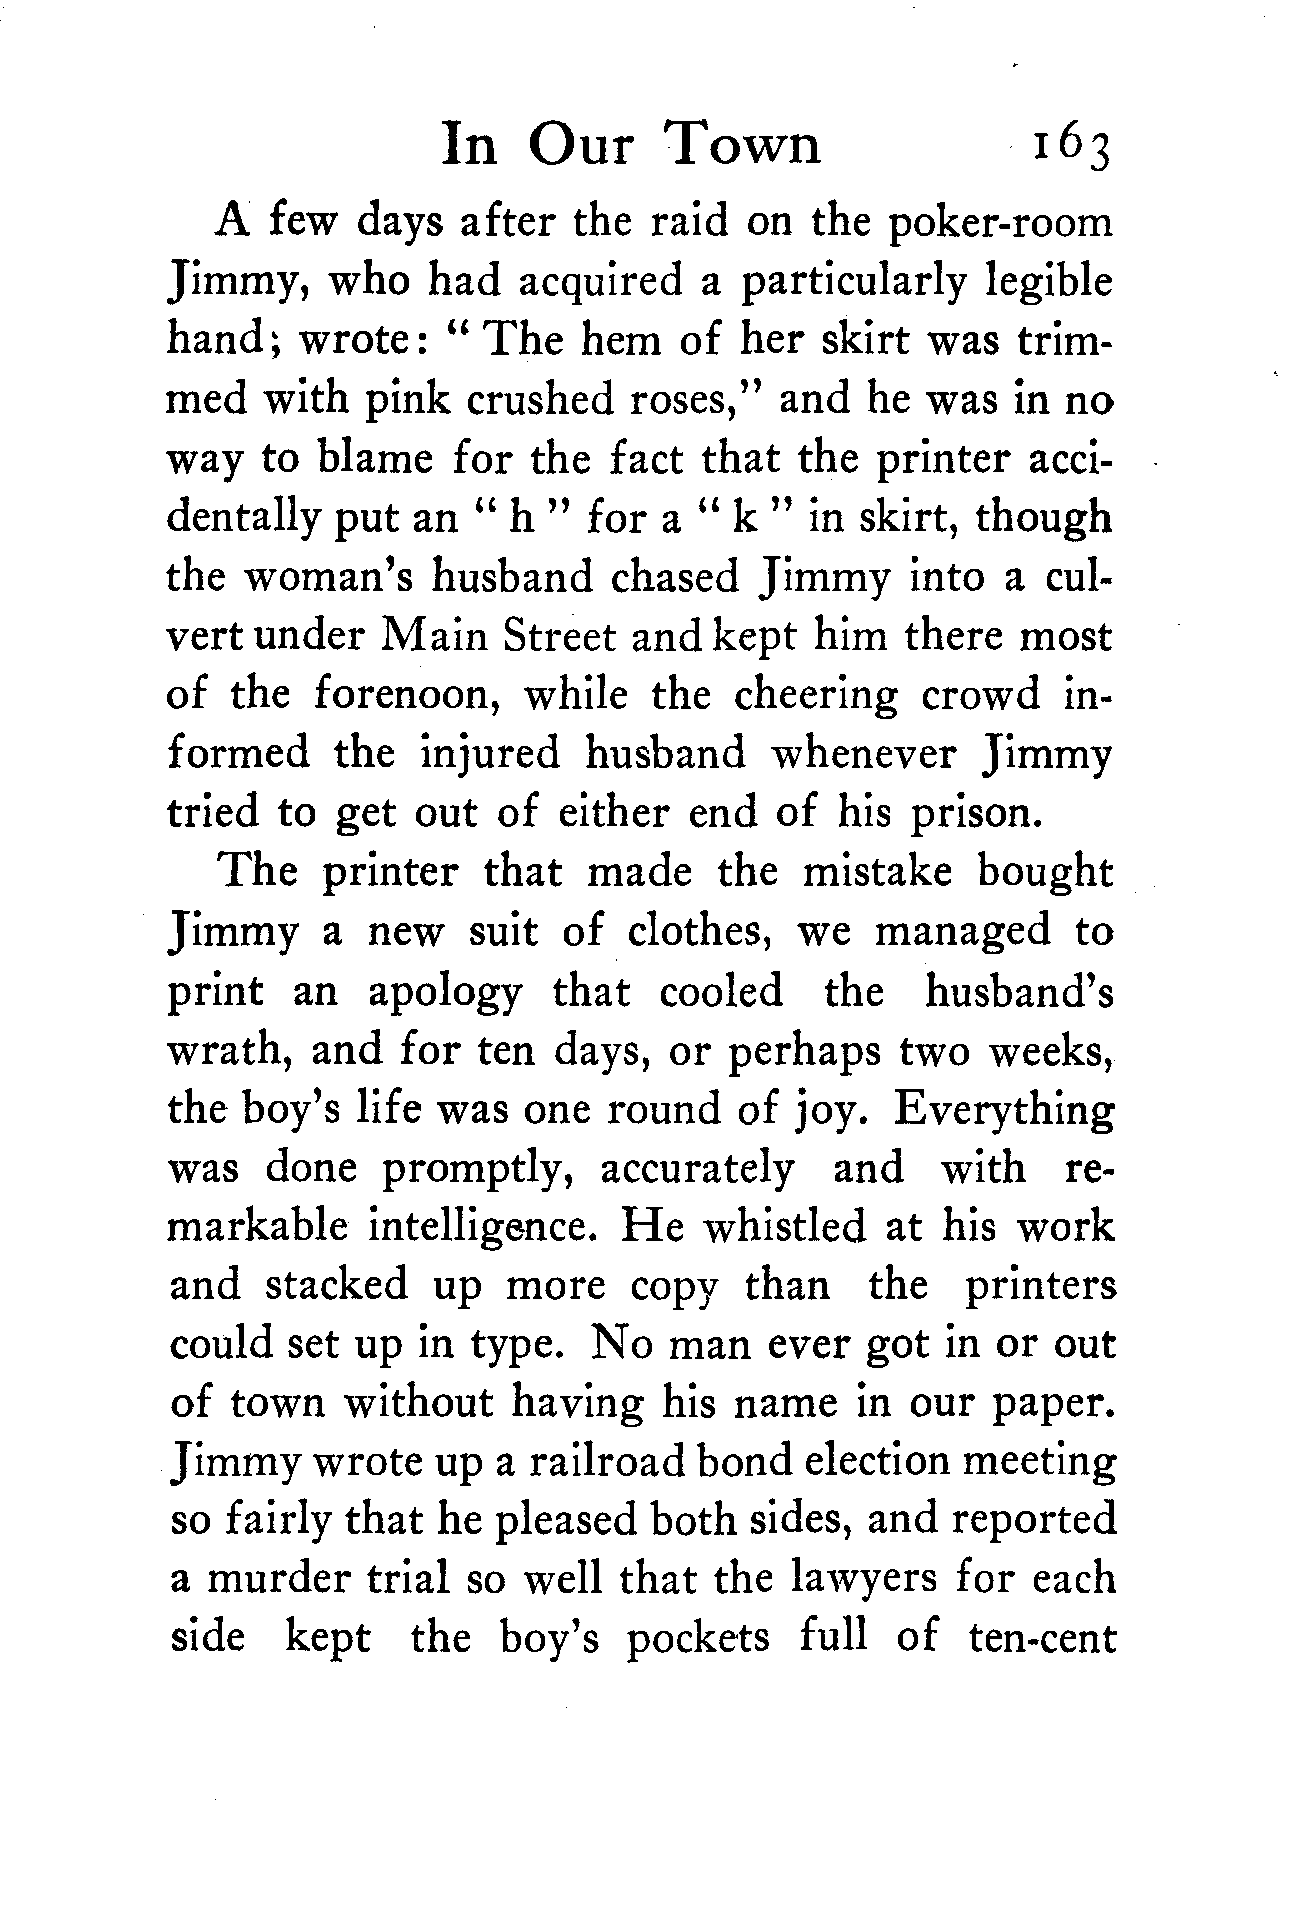 In Our Town 163
A few days after the raid on the poker-room
Jimmy, who had acquired a particularly legible
hand; wrote: “ The hem of her skirt was trim-
med with pink crushed roses,” and he was in no
way to blame for the fact that the printer acci-
dentally put an “ h ” for a “ k ” in skirt, though
the woman's husband chased Jimmy into a cul-
vert under Main Street and kept him there most
of the forenoon, while the cheering crowd in-
formed the injured husband whenever Jimmy
tried to get out of either end of his prison.
The printer that made the mistake bought
Jimmy a new suit of clothes, we managed to
print an apology that cooled the husband's
wrath, and for ten days, or perhaps two weeks,
the boy's life was one round of joy. Everything
was done promptly, accurately and with re-
markable intelligence. He whistled at his work
and stacked up more copy than the printers
could set up in type. No man ever got in or out
of town without having his name in our paper.
Jimmy wrote up a railroad bond election meeting
so fairly that he pleased both sides, and reported
a murder trial so well that the lawyers for each
side kept the boy's pockets full of ten-cent